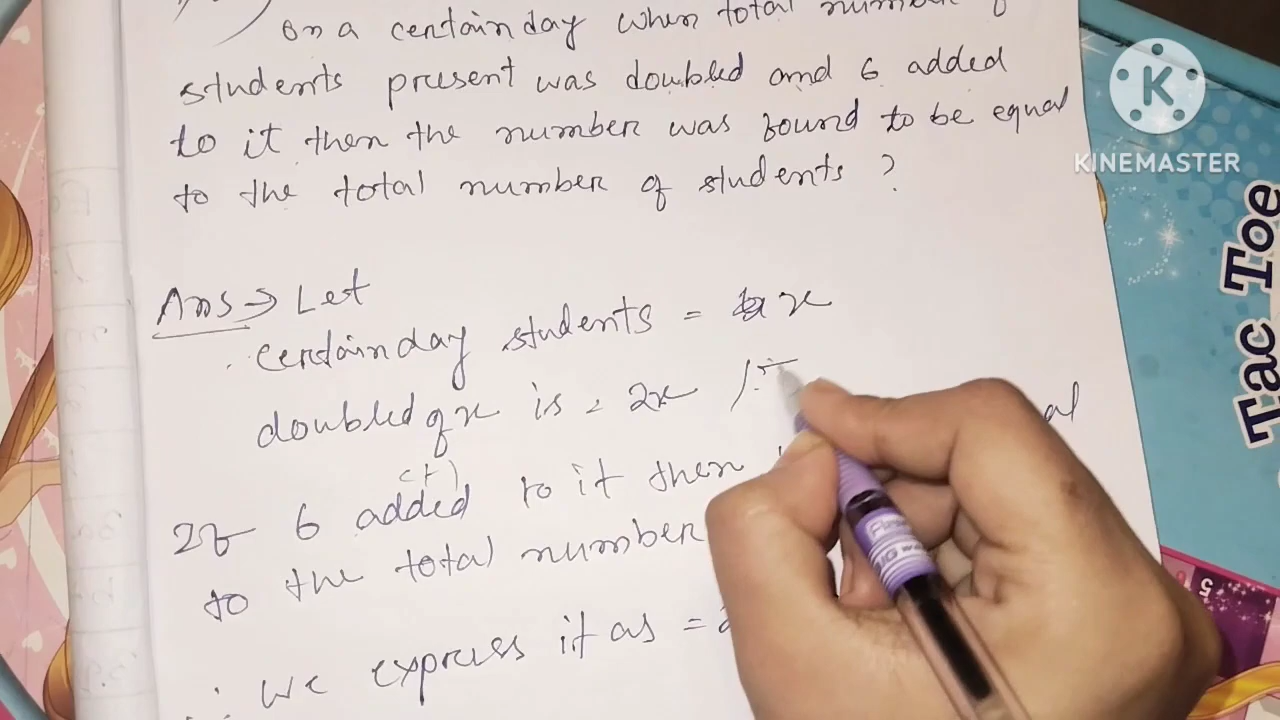 on a certain day when total number of
students present was doubled and 6 added
to it then the number was found to be equal
to the total number of students ?
Ans → Let
certain day students = x
doubled of x is = 2x
(+)
If 6 added to it then
to the total number
∴ we express it as =
K
KINEMASTER
Tac Toe
5